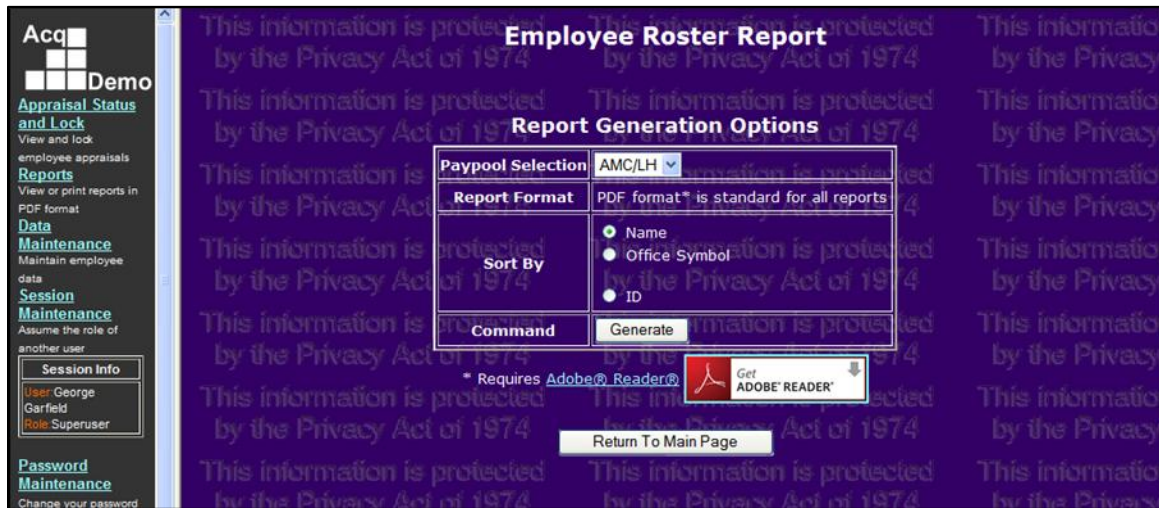 Acq
Demo
Appraisal Status
and Lock
View and lock
employee appraisals
Reports
View or print reports in
PDF format
Data
Maintenance
Maintain employee
data
Session
Maintenance
Assume the role of
another user
Session Info
User:George
Garfield
Role:Superuser
Password
Maintenance
Change your password
Employee Roster Report
Report Generation Options
Paypool Selection AMC/LH
Report Format PDF format* is standard for all reports
Sort By
Name
Office Symbol
ID
Command Generate
* Requires Adobe® Reader®
Get
ADOBE® READER®
Return To Main Page
This information is protected
by the Privacy Act of 1974